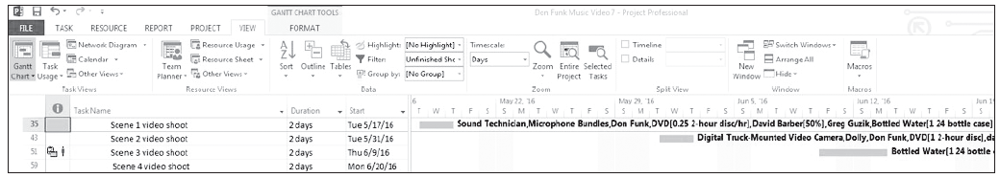 GANTT CHART TOOLS Don Funk Music Video 7 - Project Professional
FILE TASK RESOURCE REPORT PROJECT VIEW FORMAT
Network Diagram Resource Usage Highlight: [No Highlight] Timescale: Timeline Switch Windows
Calendar Resource Sheet Filter: Unfinished Sho Days Details Arrange All
Gantt Chart Task Usage Other Views Team Planner Other Views Sort Outline Tables Group by: [No Group] Zoom Entire Project Selected Tasks New Window Hide Macros
Task Views Resource Views Data Zoom Split View Window Macros
Task Name Duration Start
6 May 22, '16 May 29, '16 Jun 5, '16 Jun 12, '16 Jun 19
T W T F S S M T W T F S S M T W T F S S M T W T F S S M T W T F S S
35 Scene 1 video shoot 2 days Tue 5/17/16 Sound Technician,Microphone Bundles,Don Funk,DVD[0.25 2-hour disc/hr],David Barber[50%],Greg Guzik,Bottled Water[1 24 bottle case]
43 Scene 2 video shoot 2 days Tue 5/31/16 Digital Truck-Mounted Video Camera,Dolly,Don Funk,DVD[1 2-hour disc],da
51 Scene 3 video shoot 2 days Thu 6/9/16 Bottled Water[1 24 bottle c
59 Scene 4 video shoot 2 days Mon 6/20/16